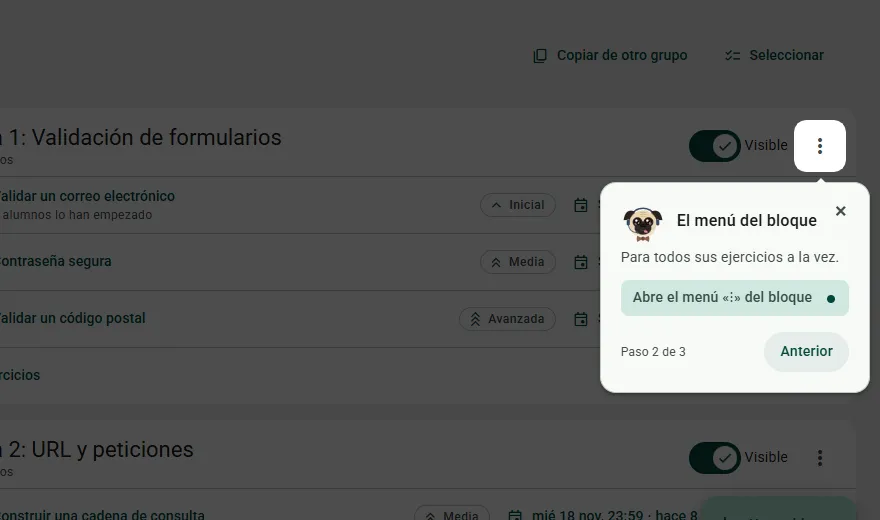 Copiar de otro grupo
Seleccionar
1: Validación de formularios
os
Visible
alidar un correo electrónico
alumnos lo han empezado
Inicial
ontraseña segura
Media
alidar un código postal
Avanzada
rcicios
El menú del bloque
Para todos sus ejercicios a la vez.
Abre el menú «⋮» del bloque
Paso 2 de 3
Anterior
2: URL y peticiones
os
Visible
onstruir una cadena de consulta
Media
mié 18 nov, 23:59 · hace 8